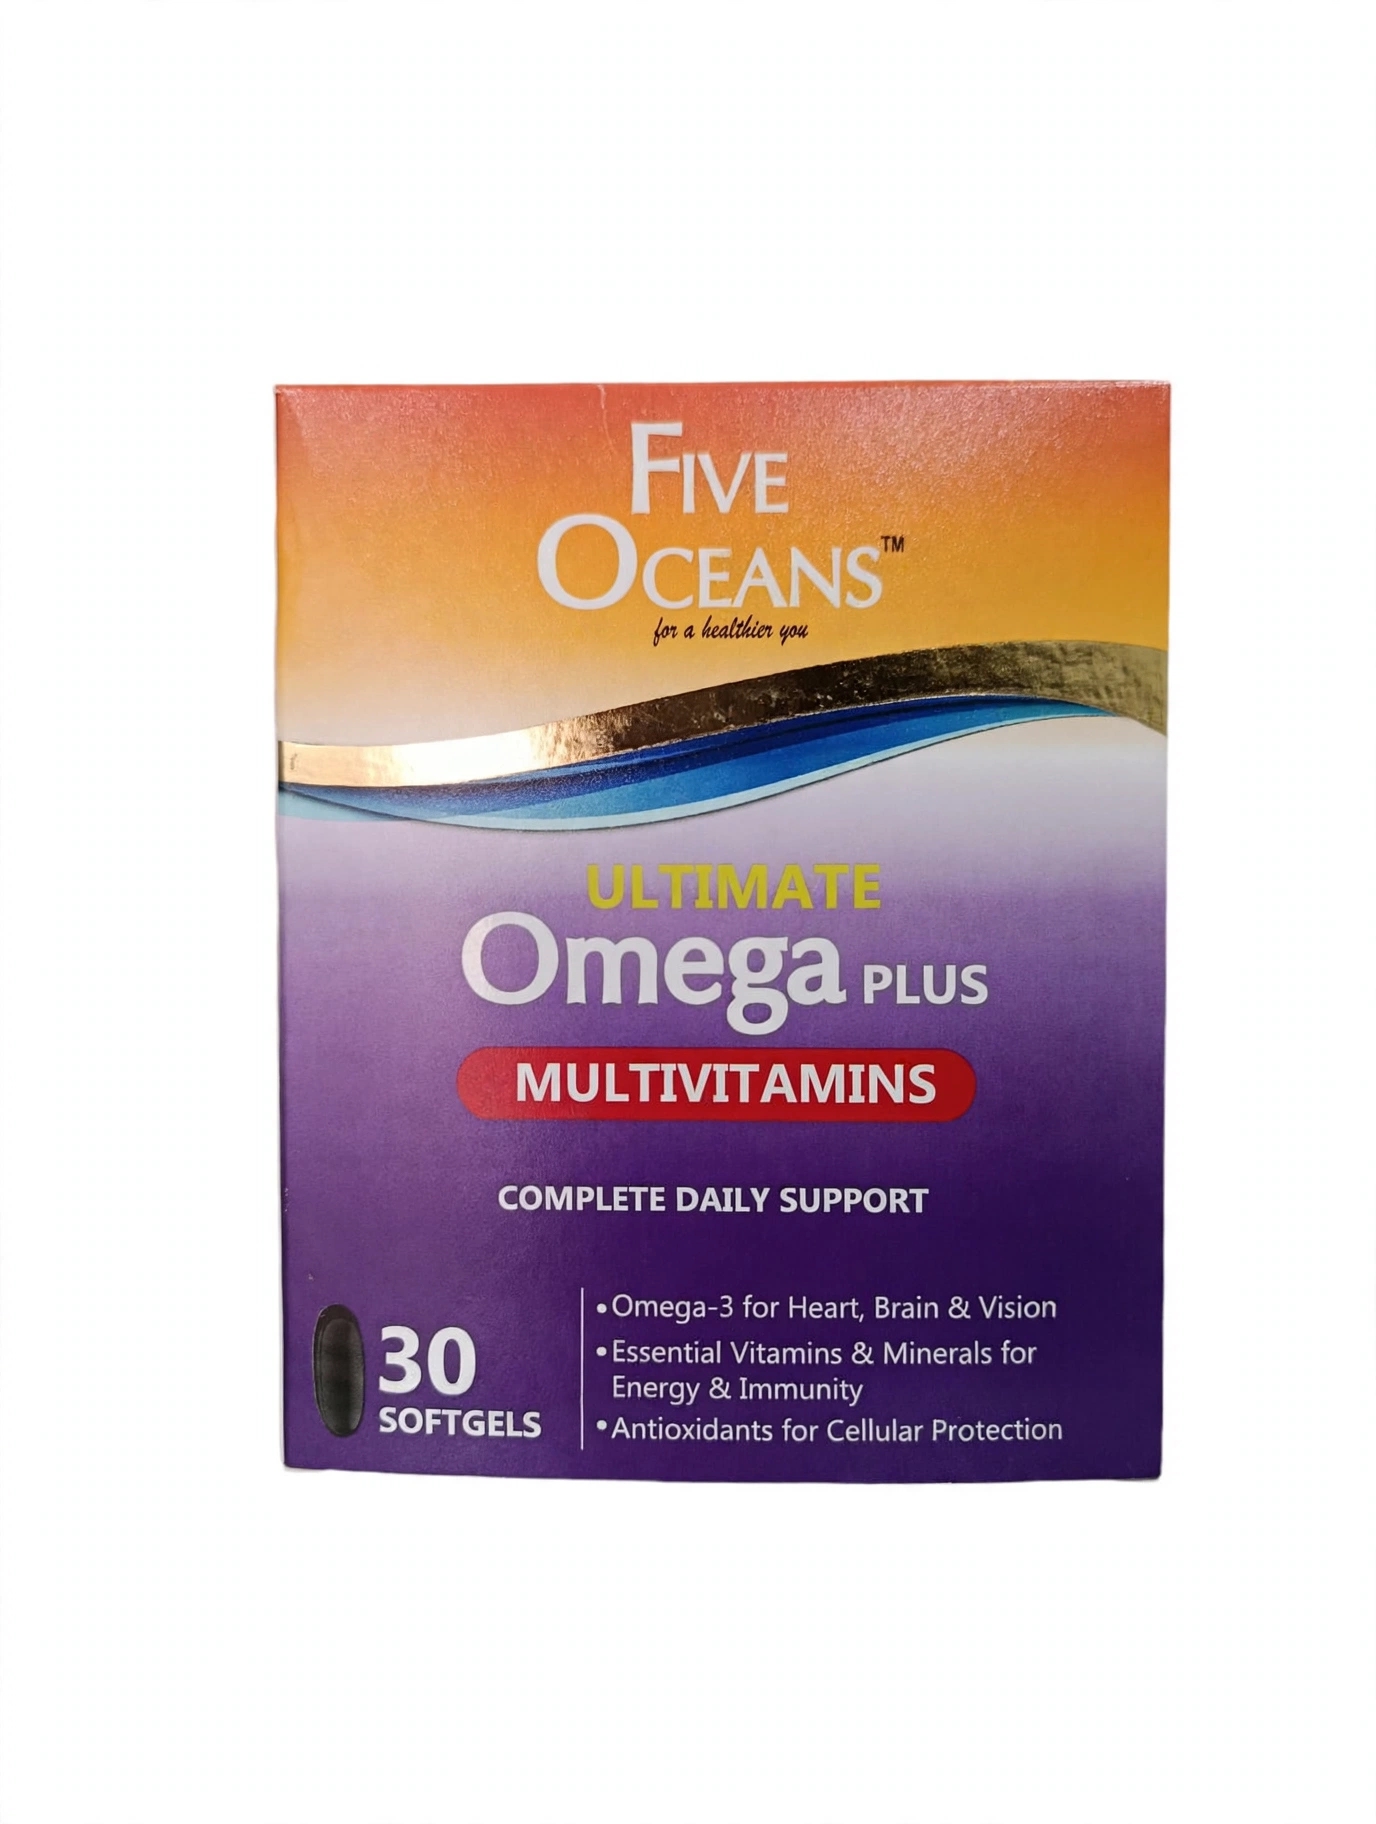 FIVE
OCEANS™
for a healthier you
ULTIMATE
Omega PLUS
MULTIVITAMINS
COMPLETE DAILY SUPPORT
30
SOFTGELS
•Omega-3 for Heart, Brain & Vision
•Essential Vitamins & Minerals for
Energy & Immunity
•Antioxidants for Cellular Protection